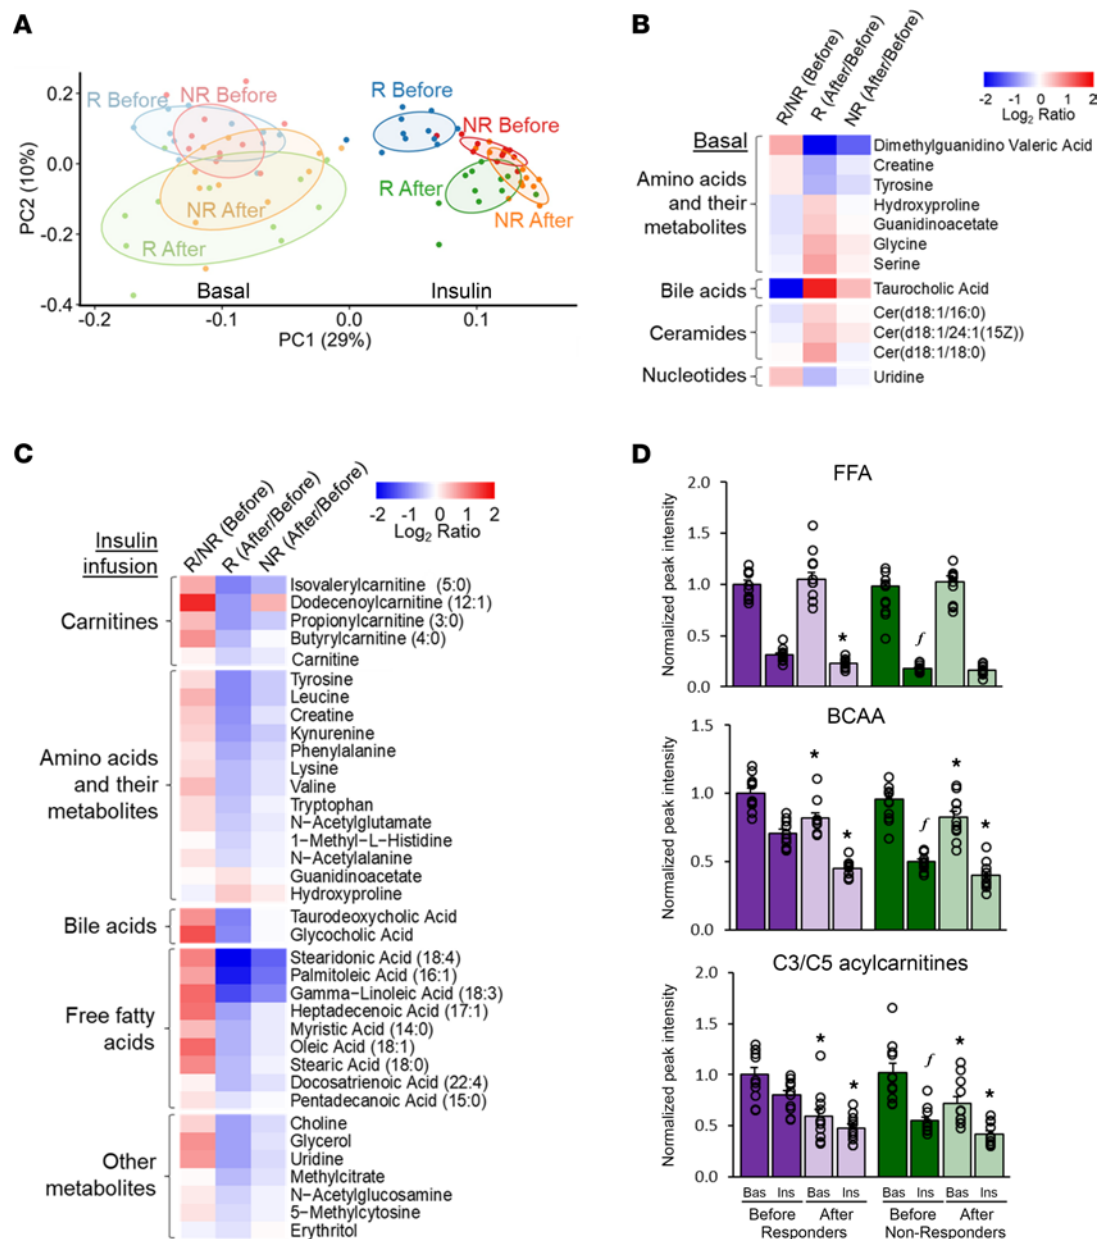 A
R Before
NR Before
R Before
NR Before
R After
NR After
NR After
R After
Basal
Insulin
0.2
0.0
-0.2
-0.4
PC2 (10%)
-0.2
-0.1
0.0
0.1
PC1 (29%)
B
R/NR (Before)
R (After/Before)
NR (After/Before)
-2 -1 0 1 2
Log2 Ratio
Basal
Amino acids
and their
metabolites
Dimethylguanidino Valeric Acid
Creatine
Tyrosine
Hydroxyproline
Guanidinoacetate
Glycine
Serine
Bile acids
Taurocholic Acid
Ceramides
Cer(d18:1/16:0)
Cer(d18:1/24:1(15Z))
Cer(d18:1/18:0)
Nucleotides
Uridine
C
R/NR (Before)
R (After/Before)
NR (After/Before)
-2 -1 0 1 2
Log2 Ratio
Insulin
infusion
Carnitines
Isovalerylcarnitine (5:0)
Dodecenoylcarnitine (12:1)
Propionylcarnitine (3:0)
Butyrylcarnitine (4:0)
Carnitine
Amino acids
and their
metabolites
Tyrosine
Leucine
Creatine
Kynurenine
Phenylalanine
Lysine
Valine
Tryptophan
N−Acetylglutamate
1−Methyl−L−Histidine
N−Acetylalanine
Guanidinoacetate
Hydroxyproline
Bile acids
Taurodeoxycholic Acid
Glycocholic Acid
Free fatty
acids
Stearidonic Acid (18:4)
Palmitoleic Acid (16:1)
Gamma−Linoleic Acid (18:3)
Heptadecenoic Acid (17:1)
Myristic Acid (14:0)
Oleic Acid (18:1)
Stearic Acid (18:0)
Docosatrienoic Acid (22:4)
Pentadecanoic Acid (15:0)
Other
metabolites
Choline
Glycerol
Uridine
Methylcitrate
N−Acetylglucosamine
5−Methylcytosine
Erythritol
D
FFA
Normalized peak intensity
2.0
1.5
1.0
0.5
0.0
* f
BCAA
Normalized peak intensity
1.5
1.0
0.5
0.0
* * f * *
C3/C5 acylcarnitines
Normalized peak intensity
2.0
1.5
1.0
0.5
0.0
* * f * *
Bas Ins Bas Ins Bas Ins Bas Ins
Before After Before After
Responders Non-Responders